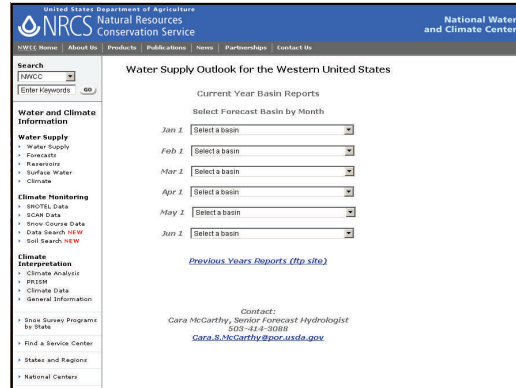 United States Department of Agriculture
NRCS Natural Resources Conservation Service
National Water and Climate Center
NWCC Home | About Us | Products | Publications | News | Partnerships | Contact Us
Search
NWCC
Enter Keywords GO
Water and Climate
Information
Water Supply
Water Supply
Forecasts
Reservoirs
Surface Water
Climate
Climate Monitoring
SNOTEL Data
SCAN Data
Snow Course Data
Data Search NEW
Soil Search NEW
Climate
Interpretation
Climate Analysis
PRISM
Climate Data
General Information
Snow Survey Programs
by State
Find a Service Center
States and Regions
National Centers
Water Supply Outlook for the Western United States
Current Year Basin Reports
Select Forecast Basin by Month
Jan 1 Select a basin
Feb 1 Select a basin
Mar 1 Select a basin
Apr 1 Select a basin
May 1 Select a basin
Jun 1 Select a basin
Previous Years Reports (ftp site)
Contact:
Cara McCarthy, Senior Forecast Hydrologist
503-414-3088
Cara.S.McCarthy@por.usda.gov